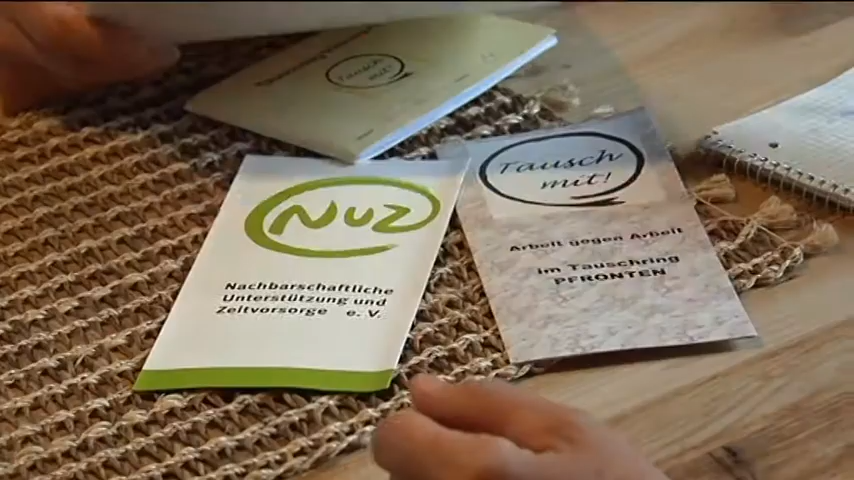 Tausch
mit!
NUZ
Nachbarschaftliche
Unterstützung und
Zeitvorsorge e.V.
Tausch
mit!
Arbeit gegen Arbeit
im Tauschring
PFRONTEN